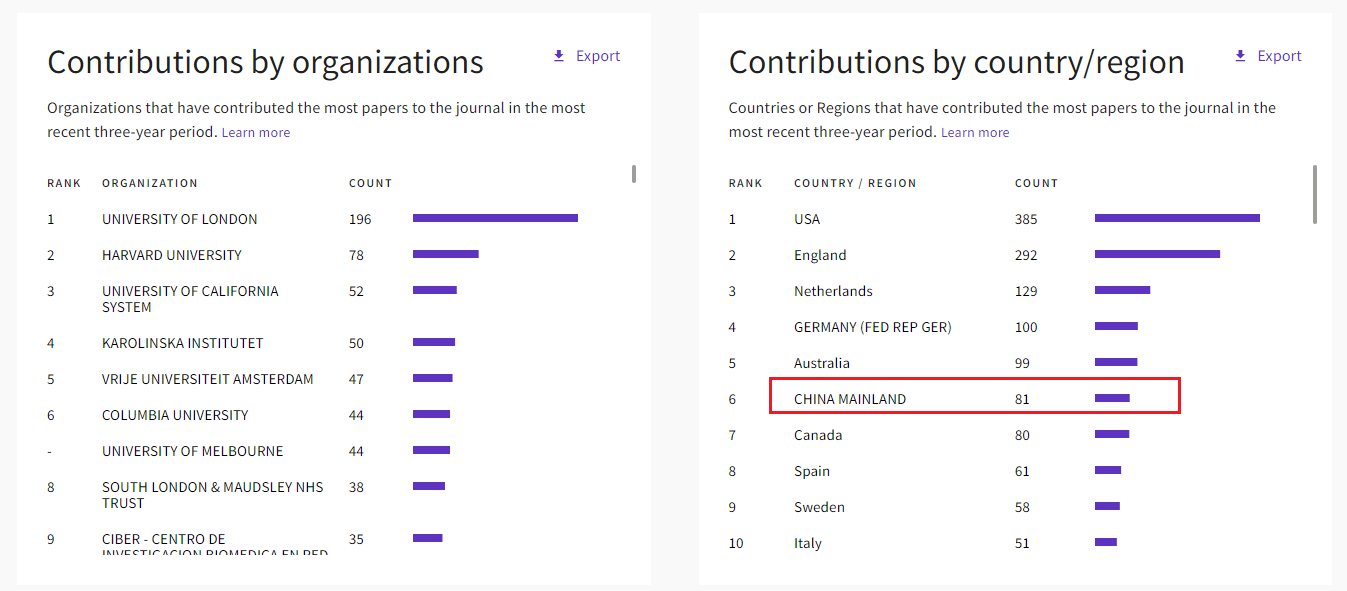 Contributions by organizations
Export
Organizations that have contributed the most papers to the journal in the most
recent three-year period. Learn more
RANK ORGANIZATION COUNT
1 UNIVERSITY OF LONDON 196
2 HARVARD UNIVERSITY 78
3 UNIVERSITY OF CALIFORNIA 52
SYSTEM
4 KAROLINSKA INSTITUTET 50
5 VRIJE UNIVERSITEIT AMSTERDAM 47
6 COLUMBIA UNIVERSITY 44
- UNIVERSITY OF MELBOURNE 44
8 SOUTH LONDON & MAUDSLEY NHS 38
TRUST
9 CIBER - CENTRO DE 35
INVESTIGACION BIOMEDICA EN RED
Contributions by country/region
Export
Countries or Regions that have contributed the most papers to the journal in the
most recent three-year period. Learn more
RANK COUNTRY / REGION COUNT
1 USA 385
2 England 292
3 Netherlands 129
4 GERMANY (FED REP GER) 100
5 Australia 99
6 CHINA MAINLAND 81
7 Canada 80
8 Spain 61
9 Sweden 58
10 Italy 51